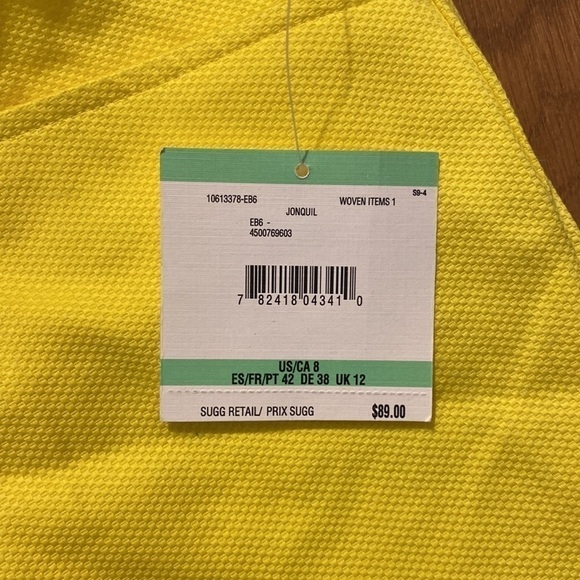 S9-4
10613378-EB6 WOVEN ITEMS 1
JONQUIL
EB6 -
4500769603
7 82418 04341 0
US/CA 8
ES/FR/PT 42 DE 38 UK 12
SUGG RETAIL/ PRIX SUGG $89.00